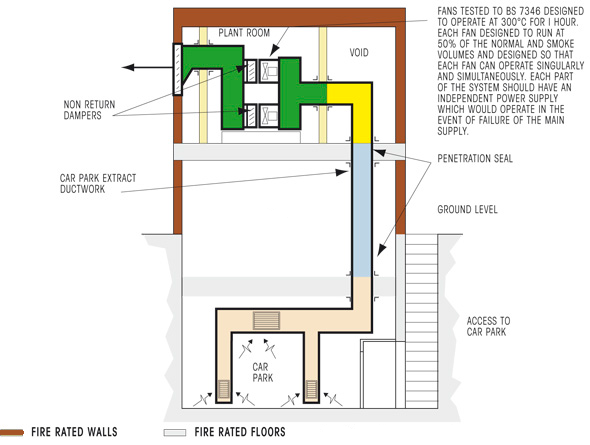 PLANT ROOM
VOID
FANS TESTED TO BS 7346 DESIGNED
TO OPERATE AT 300°C FOR I HOUR.
EACH FAN DESIGNED TO RUN AT
50% OF THE NORMAL AND SMOKE
VOLUMES AND DESIGNED SO THAT
EACH FAN CAN OPERATE SINGULARLY
AND SIMULTANEOUSLY. EACH PART
OF THE SYSTEM SHOULD HAVE AN
INDEPENDENT POWER SUPPLY
WHICH WOULD OPERATE IN THE
EVENT OF FAILURE OF THE MAIN
SUPPLY.
NON RETURN
DAMPERS
PENETRATION SEAL
CAR PARK EXTRACT
DUCTWORK
GROUND LEVEL
ACCESS TO
CAR PARK
CAR
PARK
FIRE RATED WALLS
FIRE RATED FLOORS